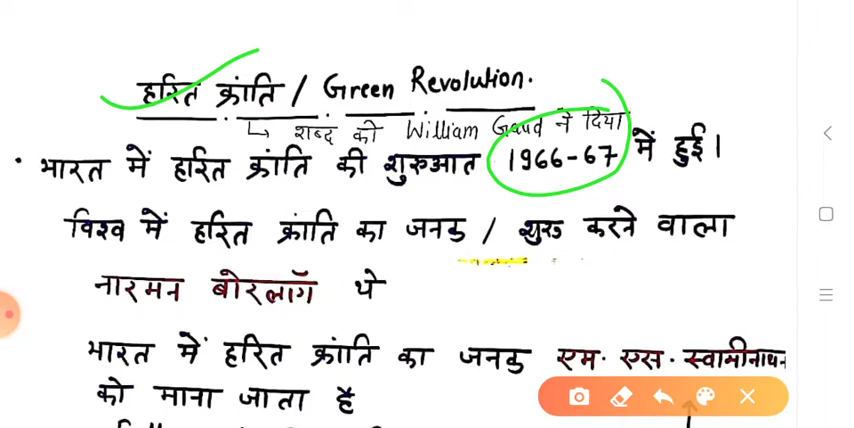 हरित क्रांति / Green Revolution.
↳ शब्द को William Gaud ने दिया
· भारत में हरित क्रांति की शुरुआत 1966-67 में हुई।
विश्व में हरित क्रांति का जनक / शुरु करने वाला
नारमन बोरलॉग थे
भारत में हरित क्रांति का जनक एम. एस. स्वामीनाथन
को माना जाता है